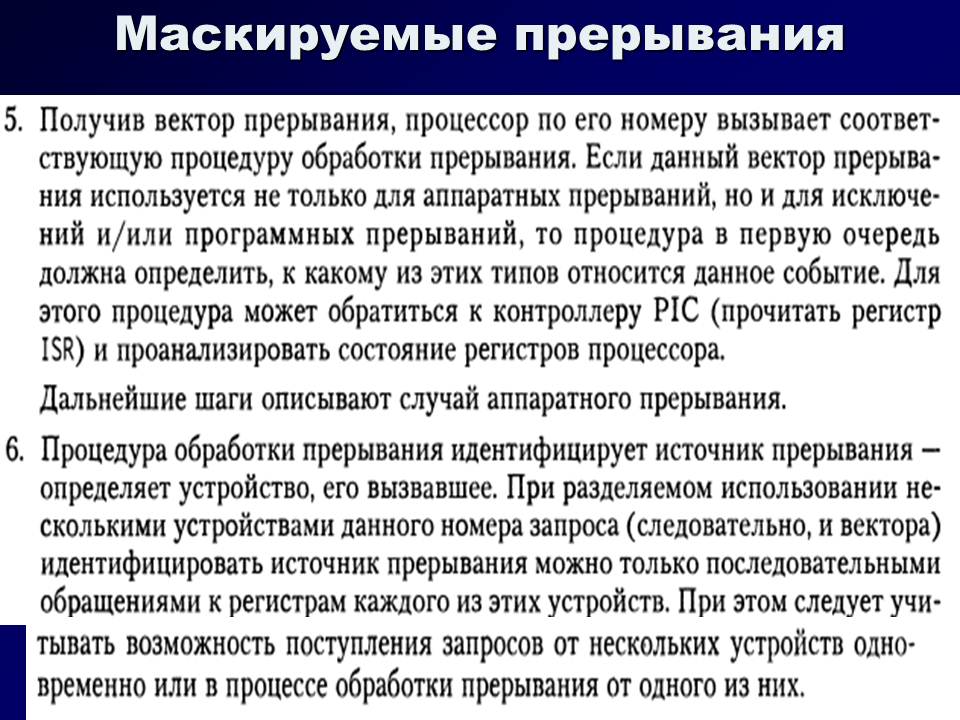 Маскируемые прерывания
5. Получив вектор прерывания, процессор по его номеру вызывает соответ-
ствующую процедуру обработки прерывания. Если данный вектор прерыва-
ния используется не только для аппаратных прерываний, но и для исключе-
ний и/или программных прерываний, то процедура в первую очередь
должна определить, к какому из этих типов относится данное событие. Для
этого процедура может обратиться к контроллеру PIC (прочитать регистр
ISR) и проанализировать состояние регистров процессора.
Дальнейшие шаги описывают случай аппаратного прерывания.
6. Процедура обработки прерывания идентифицирует источник прерывания —
определяет устройство, его вызвавшее. При разделяемом использовании не-
сколькими устройствами данного номера запроса (следовательно, и вектора)
идентифицировать источник прерывания можно только последовательными
обращениями к регистрам каждого из этих устройств. При этом следует учи-
тывать возможность поступления запросов от нескольких устройств одно-
временно или в процессе обработки прерывания от одного из них.